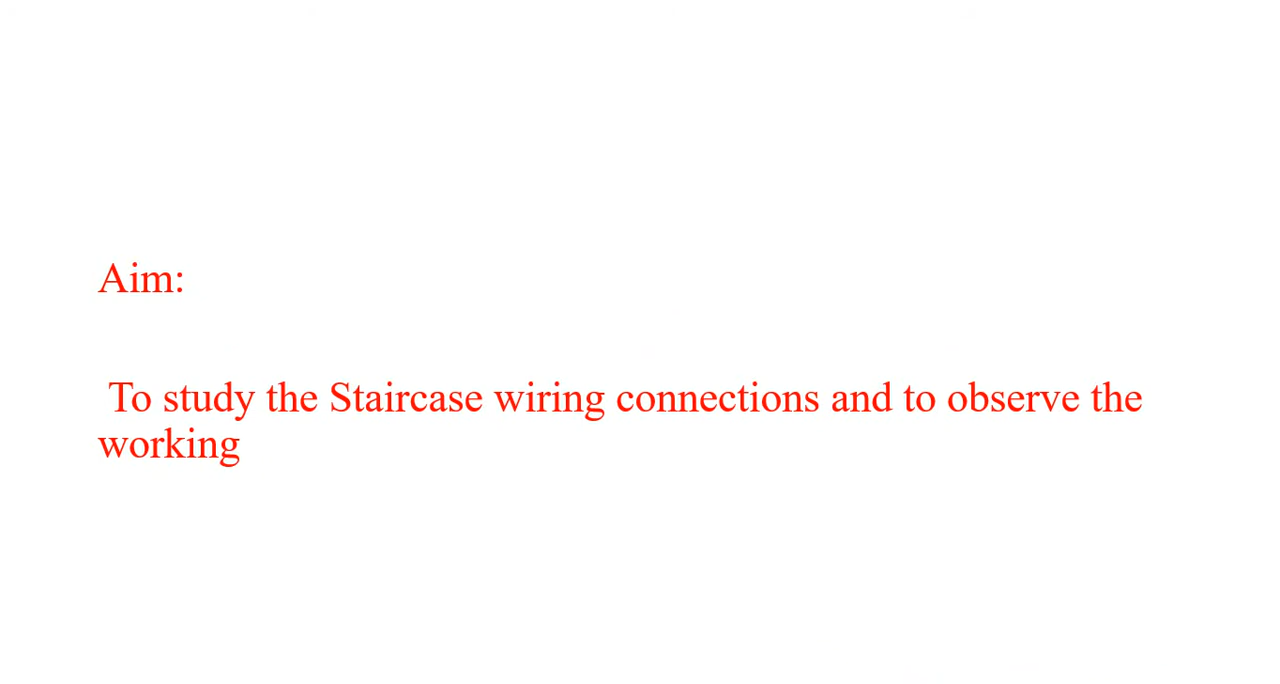 Aim:
To study the Staircase wiring connections and to observe the
working